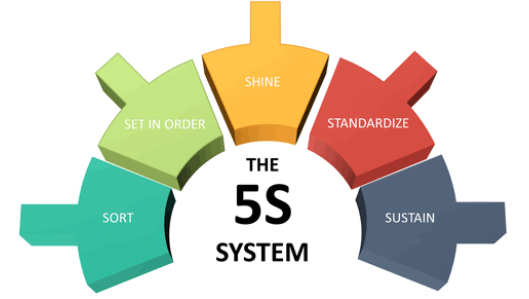 SORT
SET IN ORDER
SHINE
STANDARDIZE
SUSTAIN
THE
5S
SYSTEM